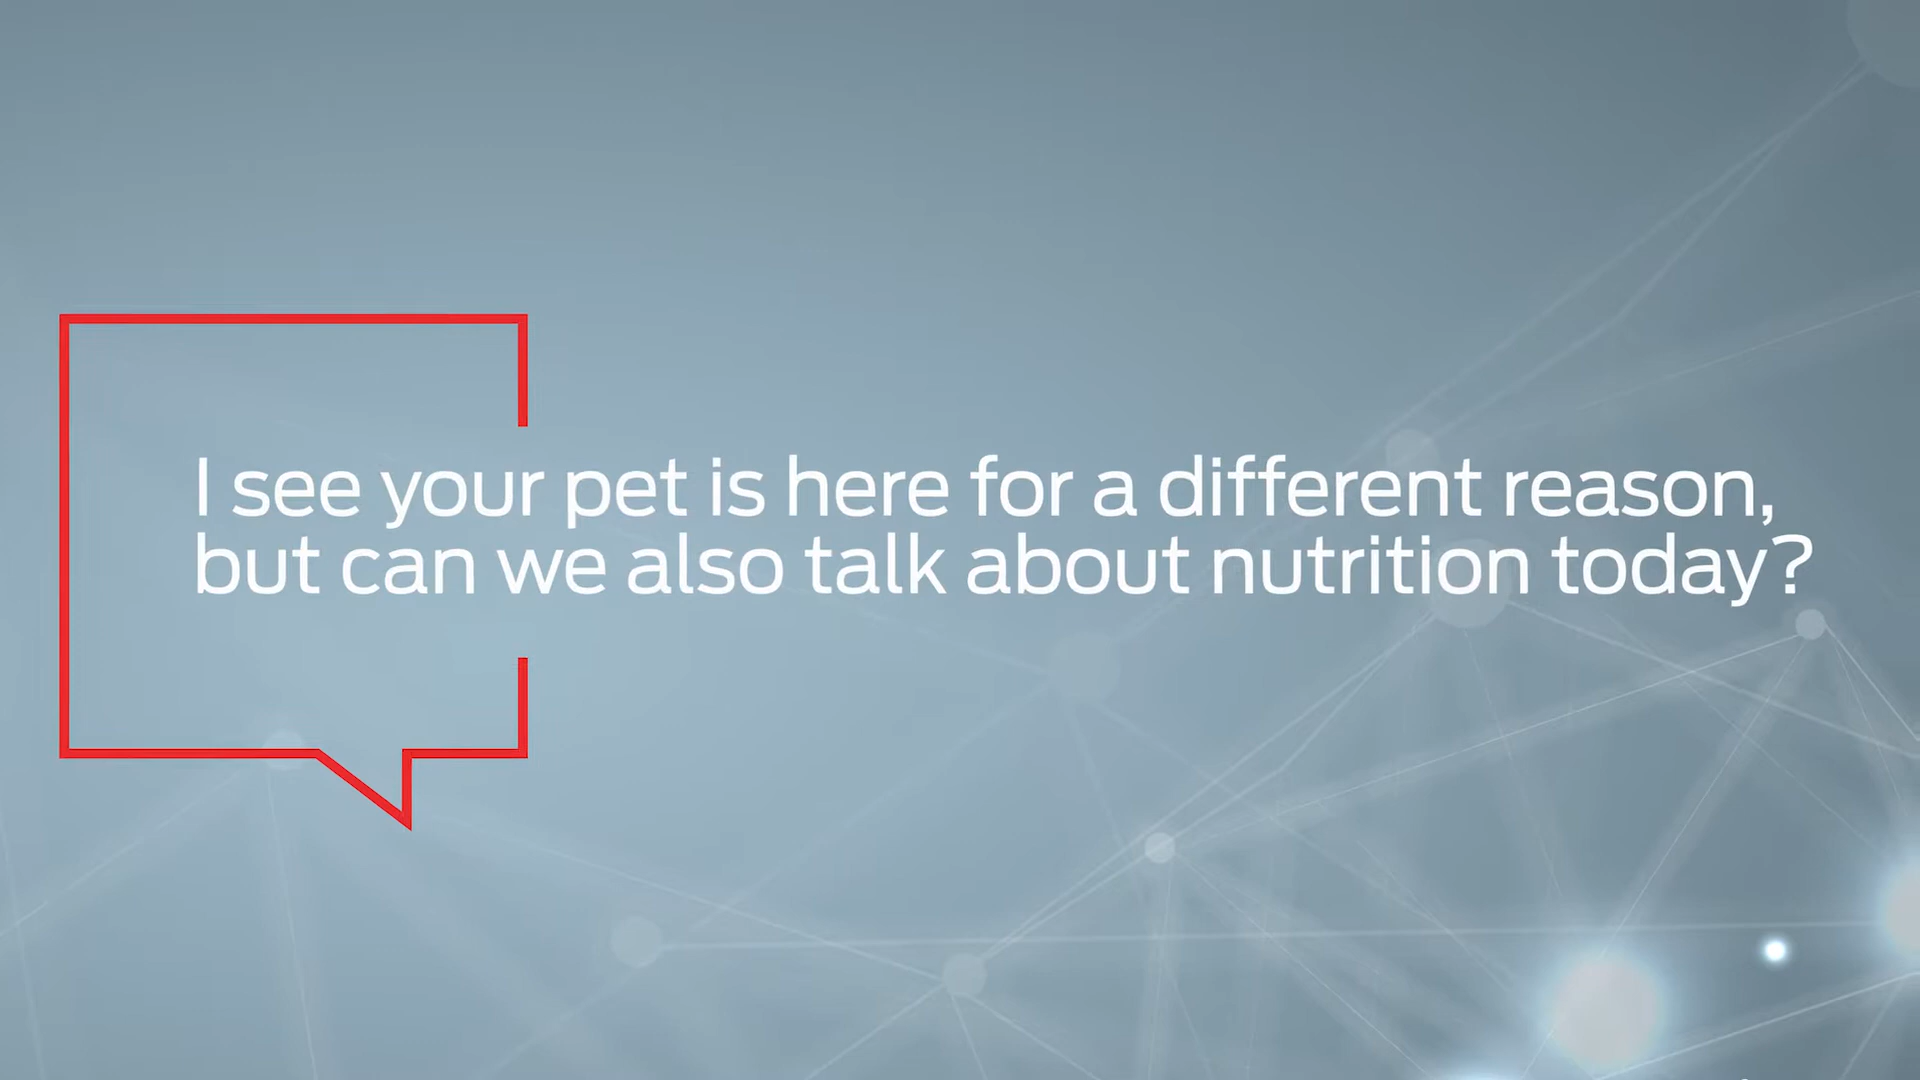 I see your pet is here for a different reason,
but can we also talk about nutrition today?